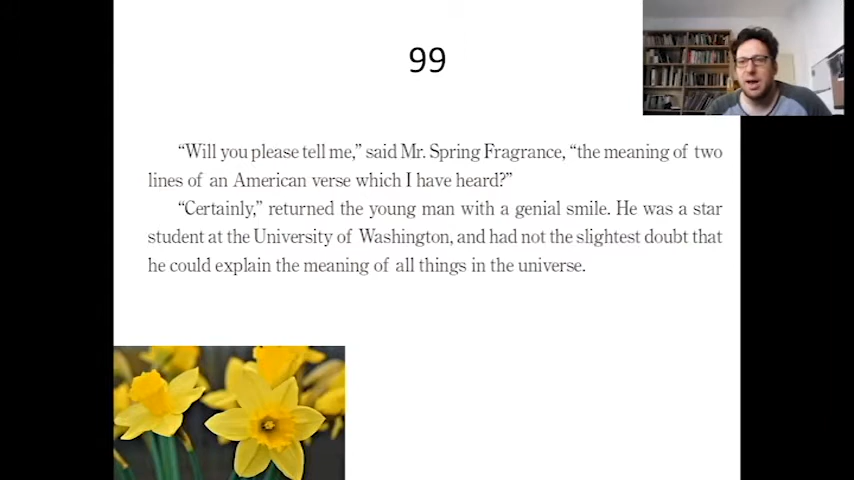 99
“Will you please tell me,” said Mr. Spring Fragrance, “the meaning of two
lines of an American verse which I have heard?”
“Certainly,” returned the young man with a genial smile. He was a star
student at the University of Washington, and had not the slightest doubt that
he could explain the meaning of all things in the universe.